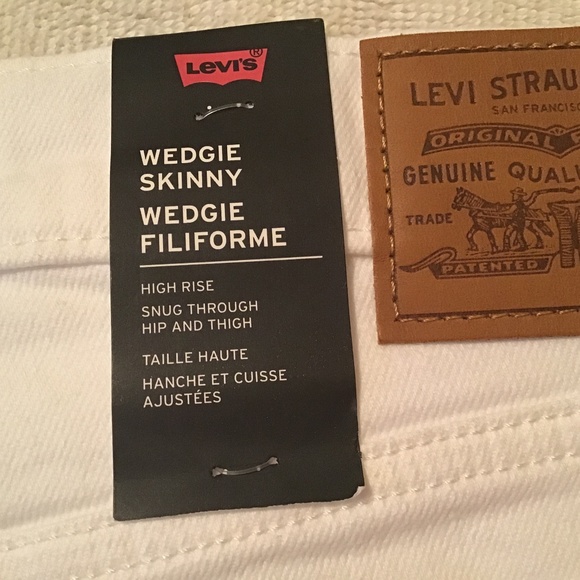 Levi's®
WEDGIE
SKINNY
WEDGIE
FILIFORME
HIGH RISE
SNUG THROUGH
HIP AND THIGH
TAILLE HAUTE
HANCHE ET CUISSE
AJUSTÉES
LEVI STRAU
SAN FRANCISC
ORIGINAL
GENUINE QUALI
TRADE
PATENTED